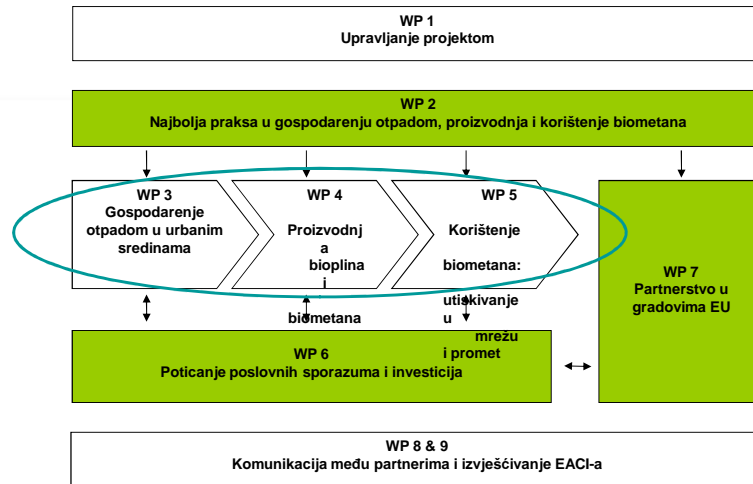 WP 1
Upravljanje projektom
WP 2
Najbolja praksa u gospodarenju otpadom, proizvodnja i korištenje biometana
WP 3
Gospodarenje
otpadom u urbanim
sredinama
WP 4
Proizvodnj
a
bioplina
i
biometana
WP 5
Korištenje
biometana:
utiskivanje
u
mrežu
i promet
WP 7
Partnerstvo u
gradovima EU
WP 6
Poticanje poslovnih sporazuma i investicija
WP 8 & 9
Komunikacija među partnerima i izvješćivanje EACI-a